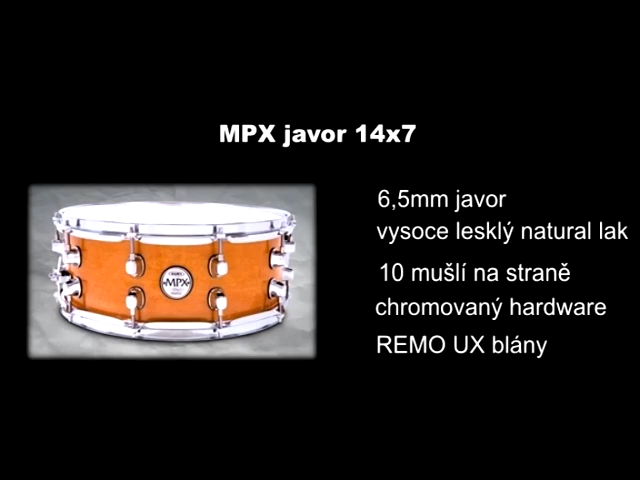 MPX javor 14x7
6,5mm javor
vysoce lesklý natural lak
10 mušlí na straně
chromovaný hardware
REMO UX blány
MPX